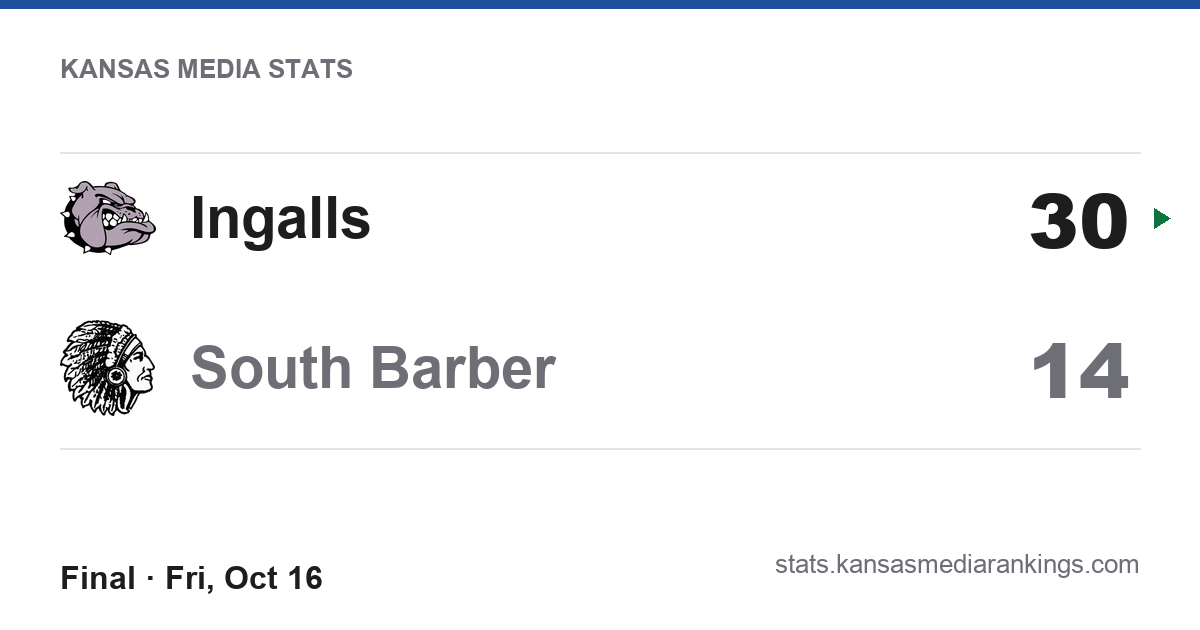 KANSAS MEDIA STATS
Ingalls 30
South Barber 14
Final · Fri, Oct 16
stats.kansasmediarankings.com